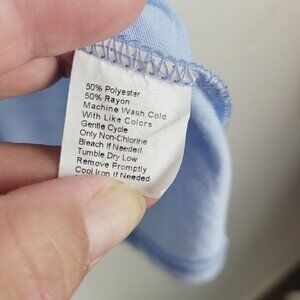 50% Polyester
50% Rayon
Machine Wash Cold
With Like Colors
Gentle Cycle
Only Non-Chlorine
Bleach if Needed
Tumble Dry Low
Remove Promptly
Cool Iron If Needed